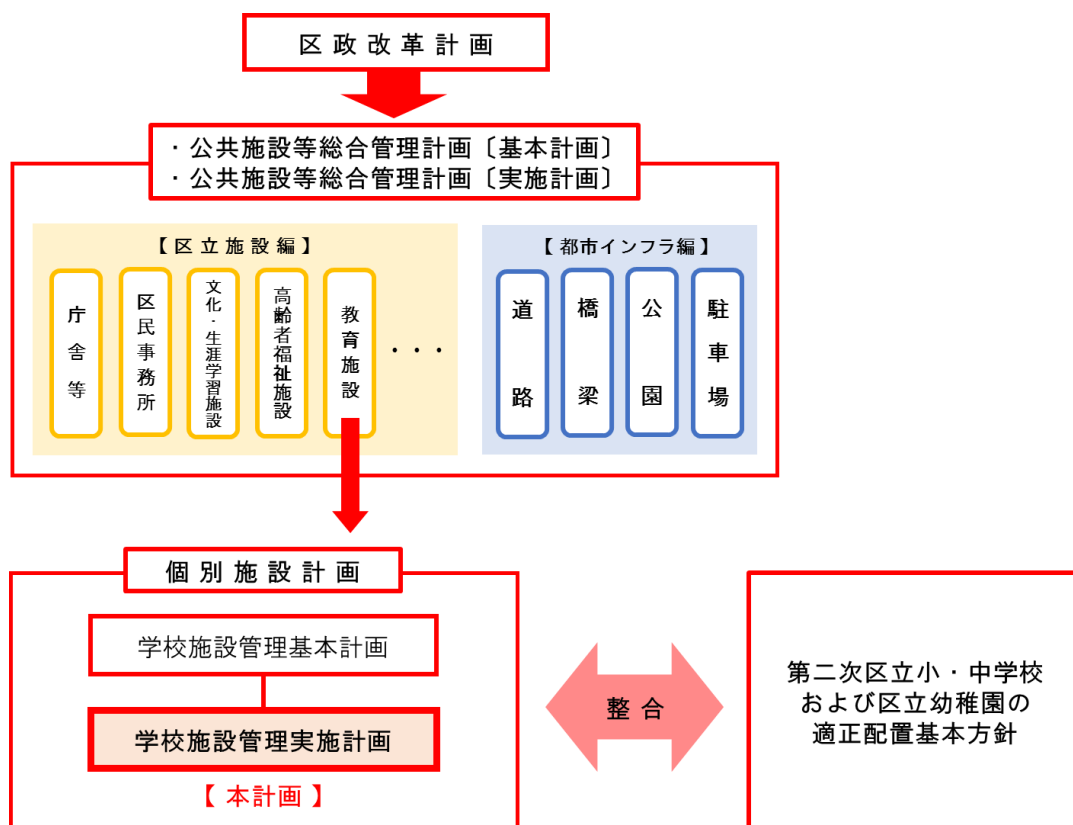 区政改革計画
・公共施設等総合管理計画〔基本計画〕
・公共施設等総合管理計画〔実施計画〕
【区立施設編】
庁舎等
区民事務所
文化・生涯学習施設
高齢者福祉施設
教育施設
・・・
【都市インフラ編】
道路
橋梁
公園
駐車場
個別施設計画
学校施設管理基本計画
学校施設管理実施計画
【本計画】
整合
第二次区立小・中学校
および区立幼稚園の
適正配置基本方針